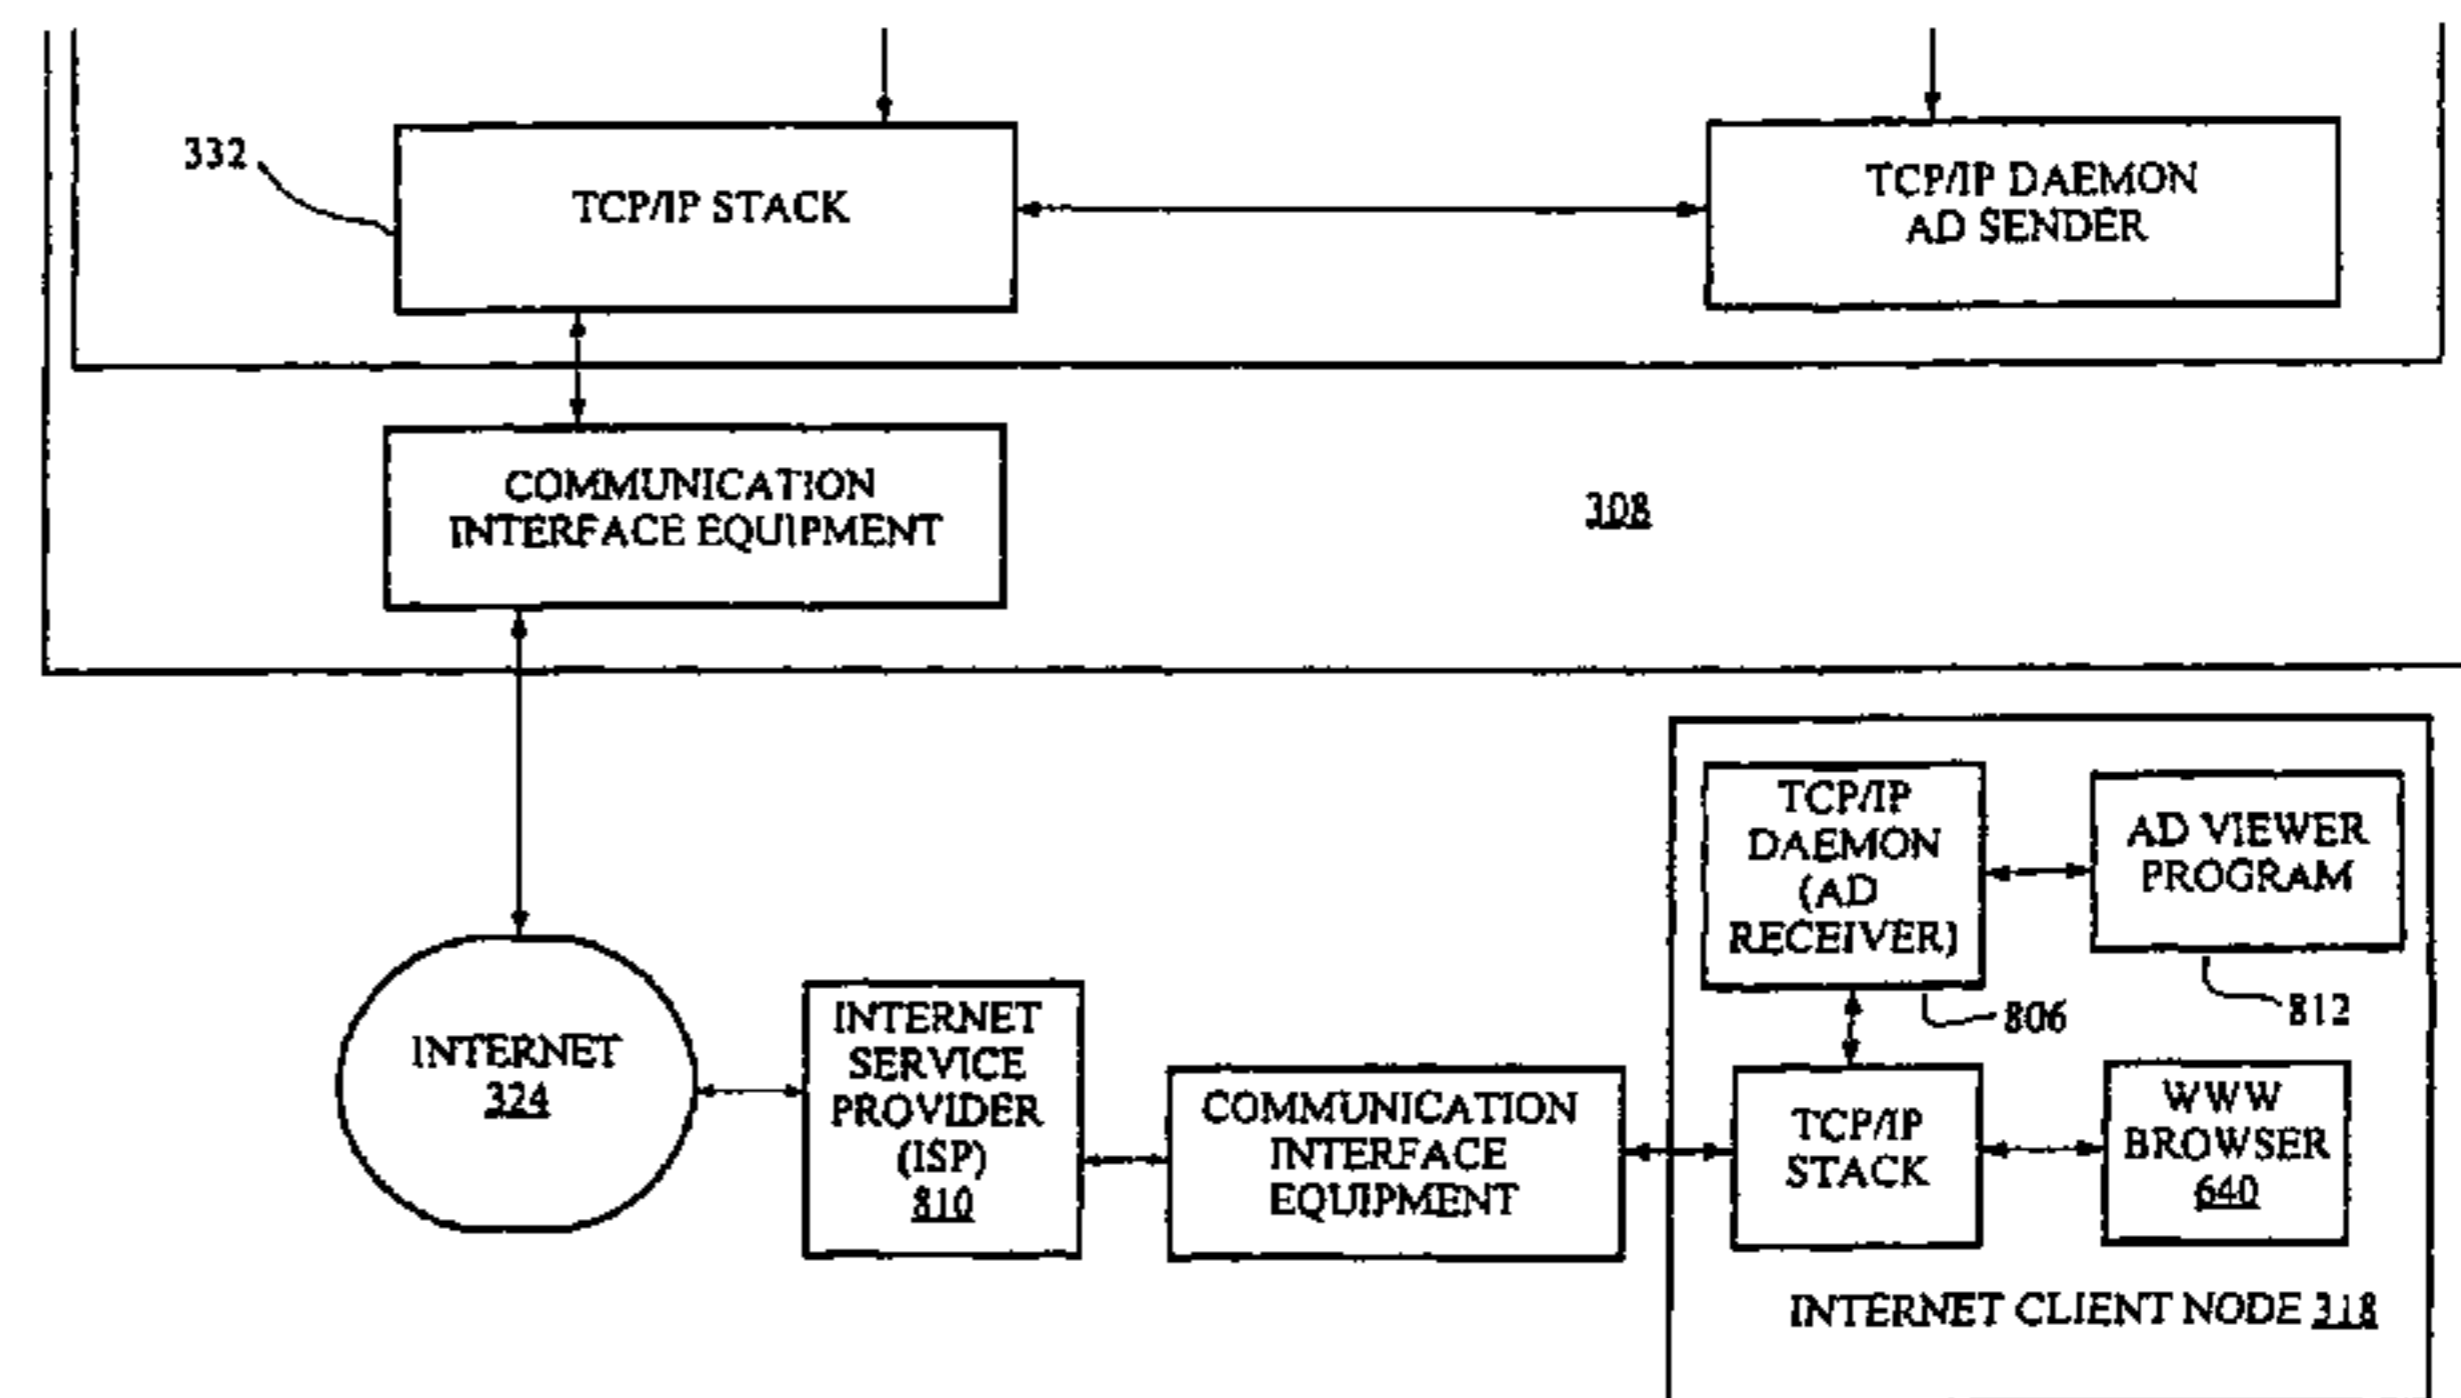 332
TCP/IP STACK
TCP/IP DAEMON
AD SENDER
COMMUNICATION
INTERFACE EQUIPMENT
308
INTERNET
324
INTERNET
SERVICE
PROVIDER
(ISP)
810
COMMUNICATION
INTERFACE
EQUIPMENT
TCP/IP
DAEMON
(AD
RECEIVER)
806
AD VIEWER
PROGRAM
812
TCP/IP
STACK
WWW
BROWSER
640
INTERNET CLIENT NODE 318